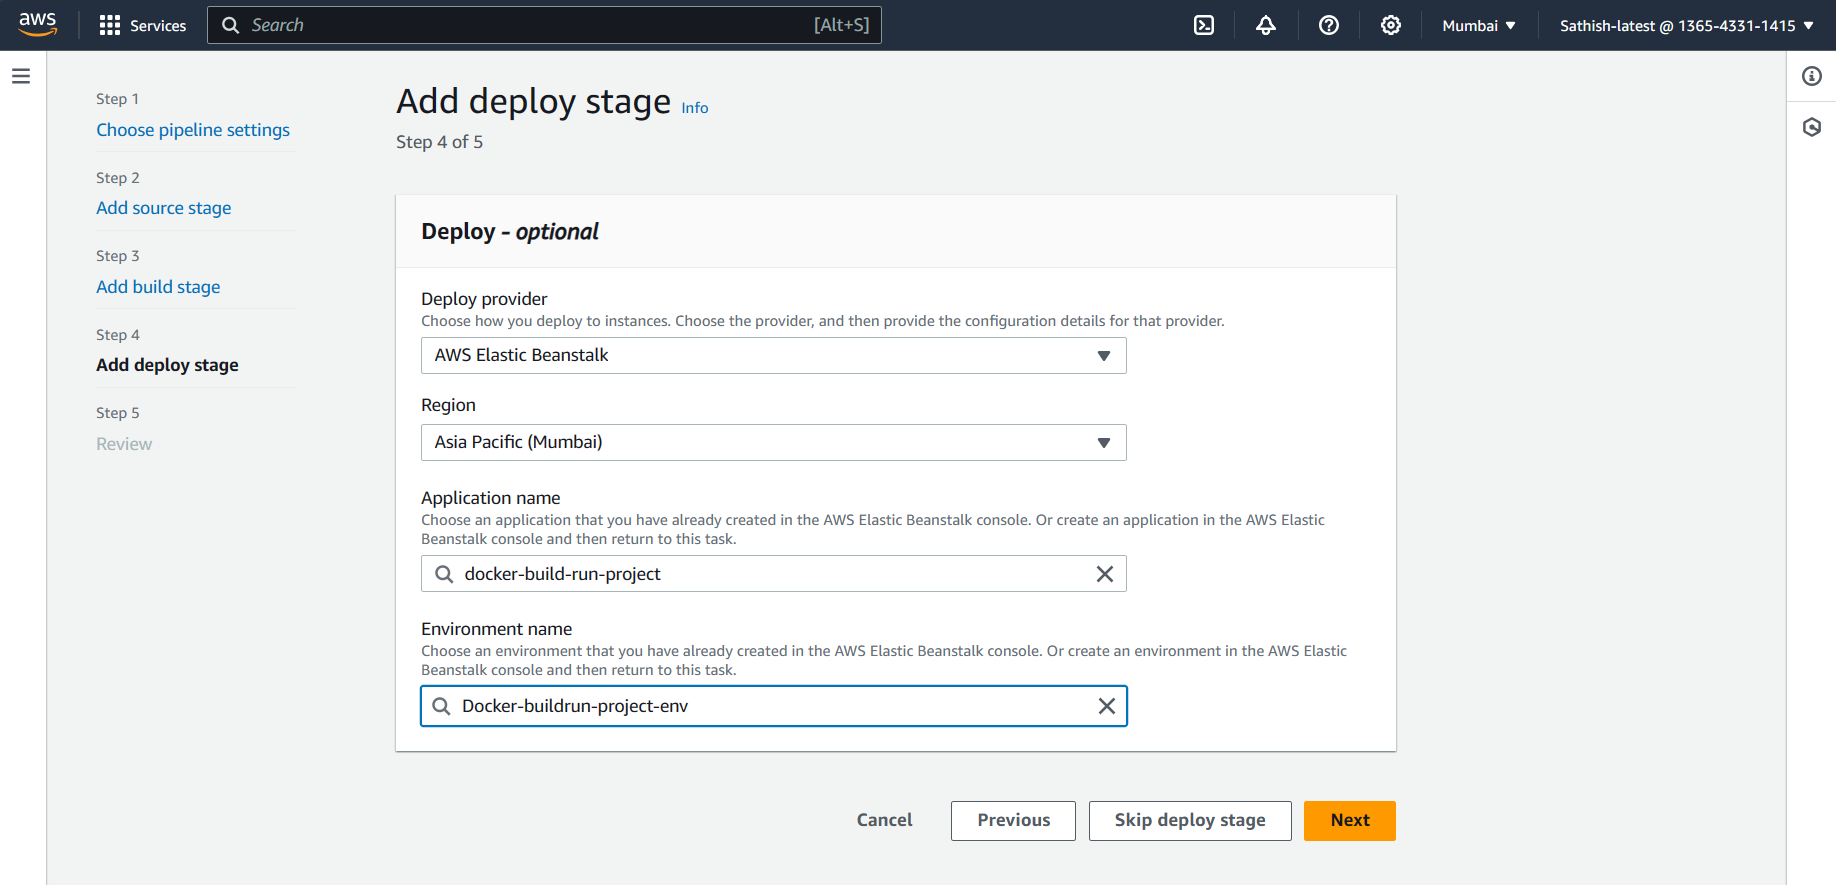 aws
Services
Search
[Alt+S]
Mumbai
Sathish-latest @ 1365-4331-1415
Step 1
Choose pipeline settings
Step 2
Add source stage
Step 3
Add build stage
Step 4
Add deploy stage
Step 5
Review
Add deploy stage Info
Step 4 of 5
Deploy - optional
Deploy provider
Choose how you deploy to instances. Choose the provider, and then provide the configuration details for that provider.
AWS Elastic Beanstalk
Region
Asia Pacific (Mumbai)
Application name
Choose an application that you have already created in the AWS Elastic Beanstalk console. Or create an application in the AWS Elastic
Beanstalk console and then return to this task.
docker-build-run-project
Environment name
Choose an environment that you have already created in the AWS Elastic Beanstalk console. Or create an environment in the AWS Elastic
Beanstalk console and then return to this task.
Docker-buildrun-project-env
Cancel
Previous
Skip deploy stage
Next